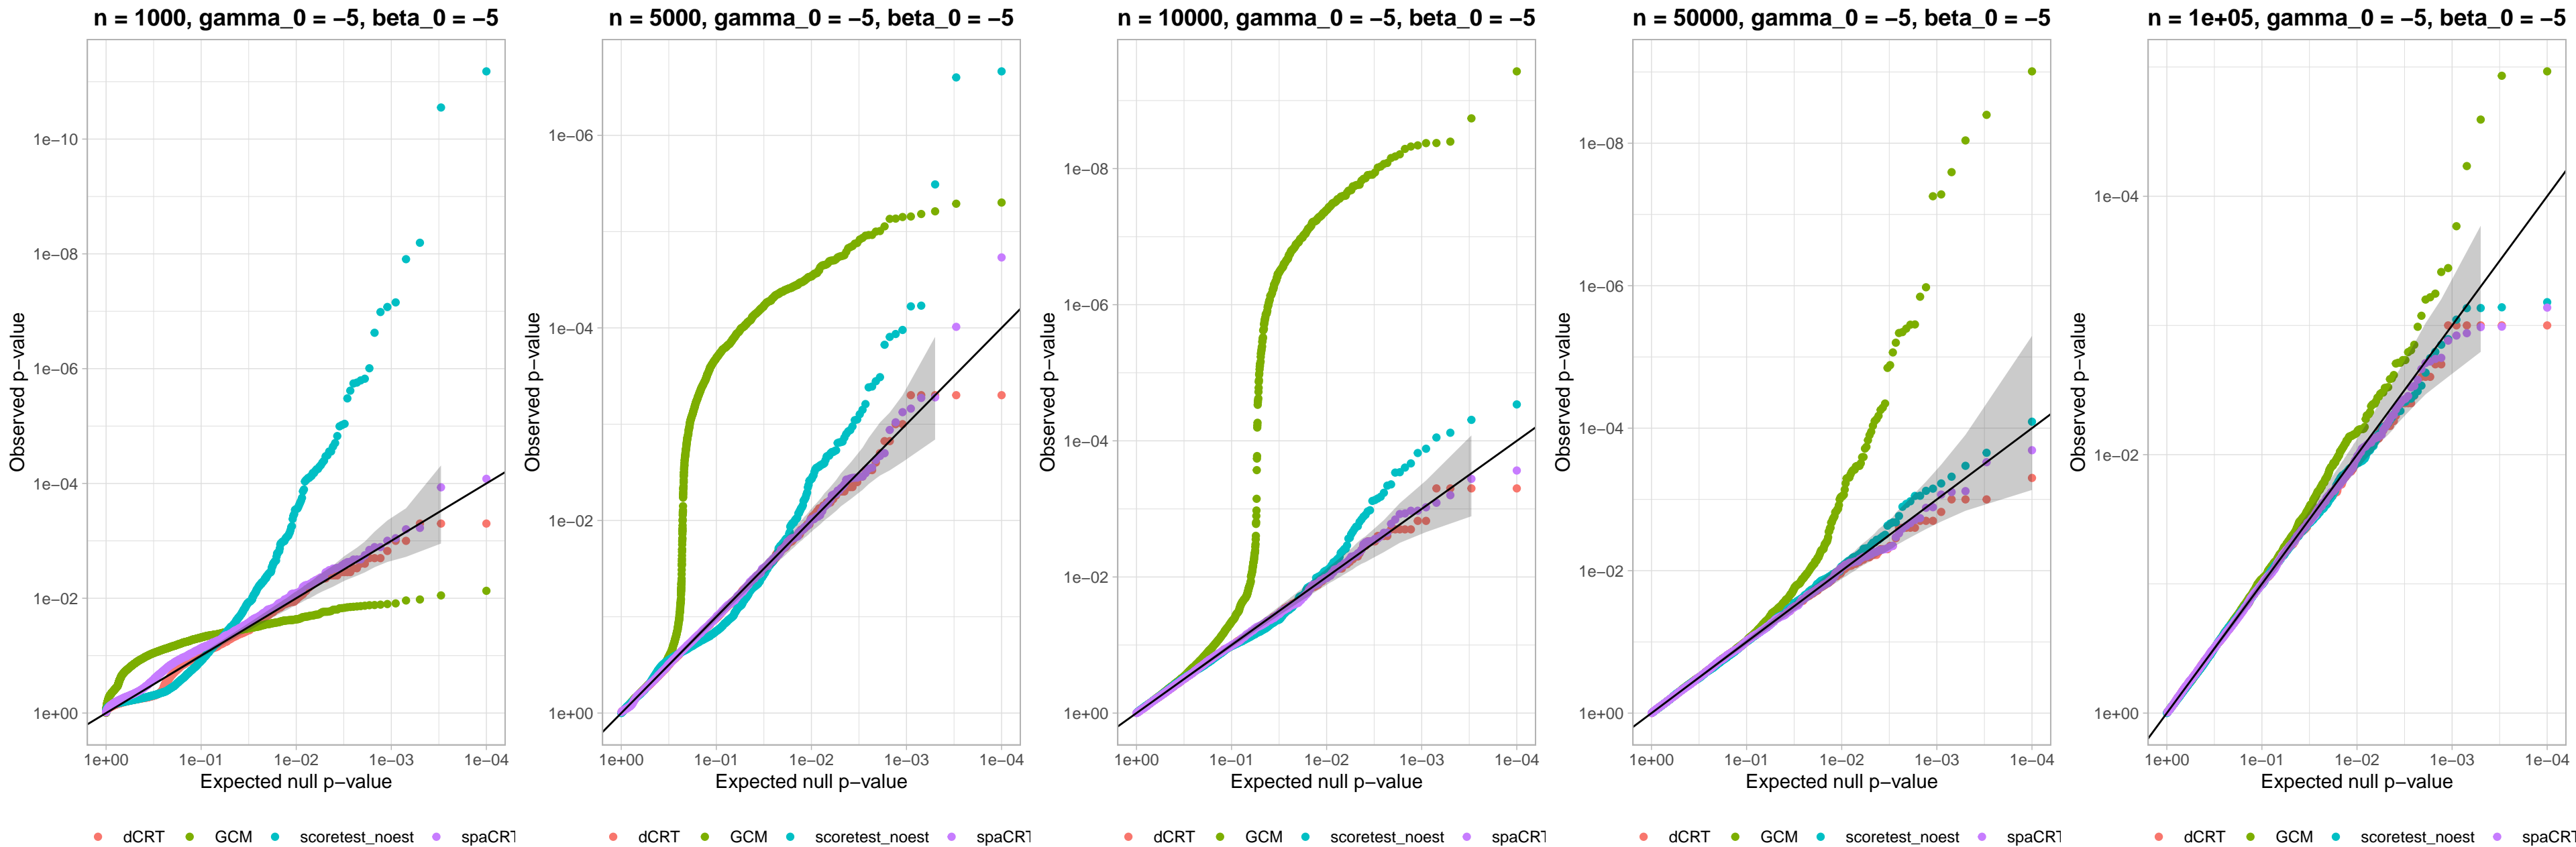 n = 1000, gamma_0 = −5, beta_0 = −5
1e−10
1e−08
1e−06
1e−04
1e−02
1e+00
Observed p−value
1e+00 1e−01 1e−02 1e−03 1e−04
Expected null p−value
dCRT GCM scoretest_noest spaCRT
n = 5000, gamma_0 = −5, beta_0 = −5
1e−06
1e−04
1e−02
1e+00
Observed p−value
1e+00 1e−01 1e−02 1e−03 1e−04
Expected null p−value
dCRT GCM scoretest_noest spaCRT
n = 10000, gamma_0 = −5, beta_0 = −5
1e−08
1e−06
1e−04
1e−02
1e+00
Observed p−value
1e+00 1e−01 1e−02 1e−03 1e−04
Expected null p−value
dCRT GCM scoretest_noest spaCRT
n = 50000, gamma_0 = −5, beta_0 = −5
1e−08
1e−06
1e−04
1e−02
1e+00
Observed p−value
1e+00 1e−01 1e−02 1e−03 1e−04
Expected null p−value
dCRT GCM scoretest_noest spaCRT
n = 1e+05, gamma_0 = −5, beta_0 = −5
1e−04
1e−02
1e+00
Observed p−value
1e+00 1e−01 1e−02 1e−03 1e−04
Expected null p−value
dCRT GCM scoretest_noest spaCRT